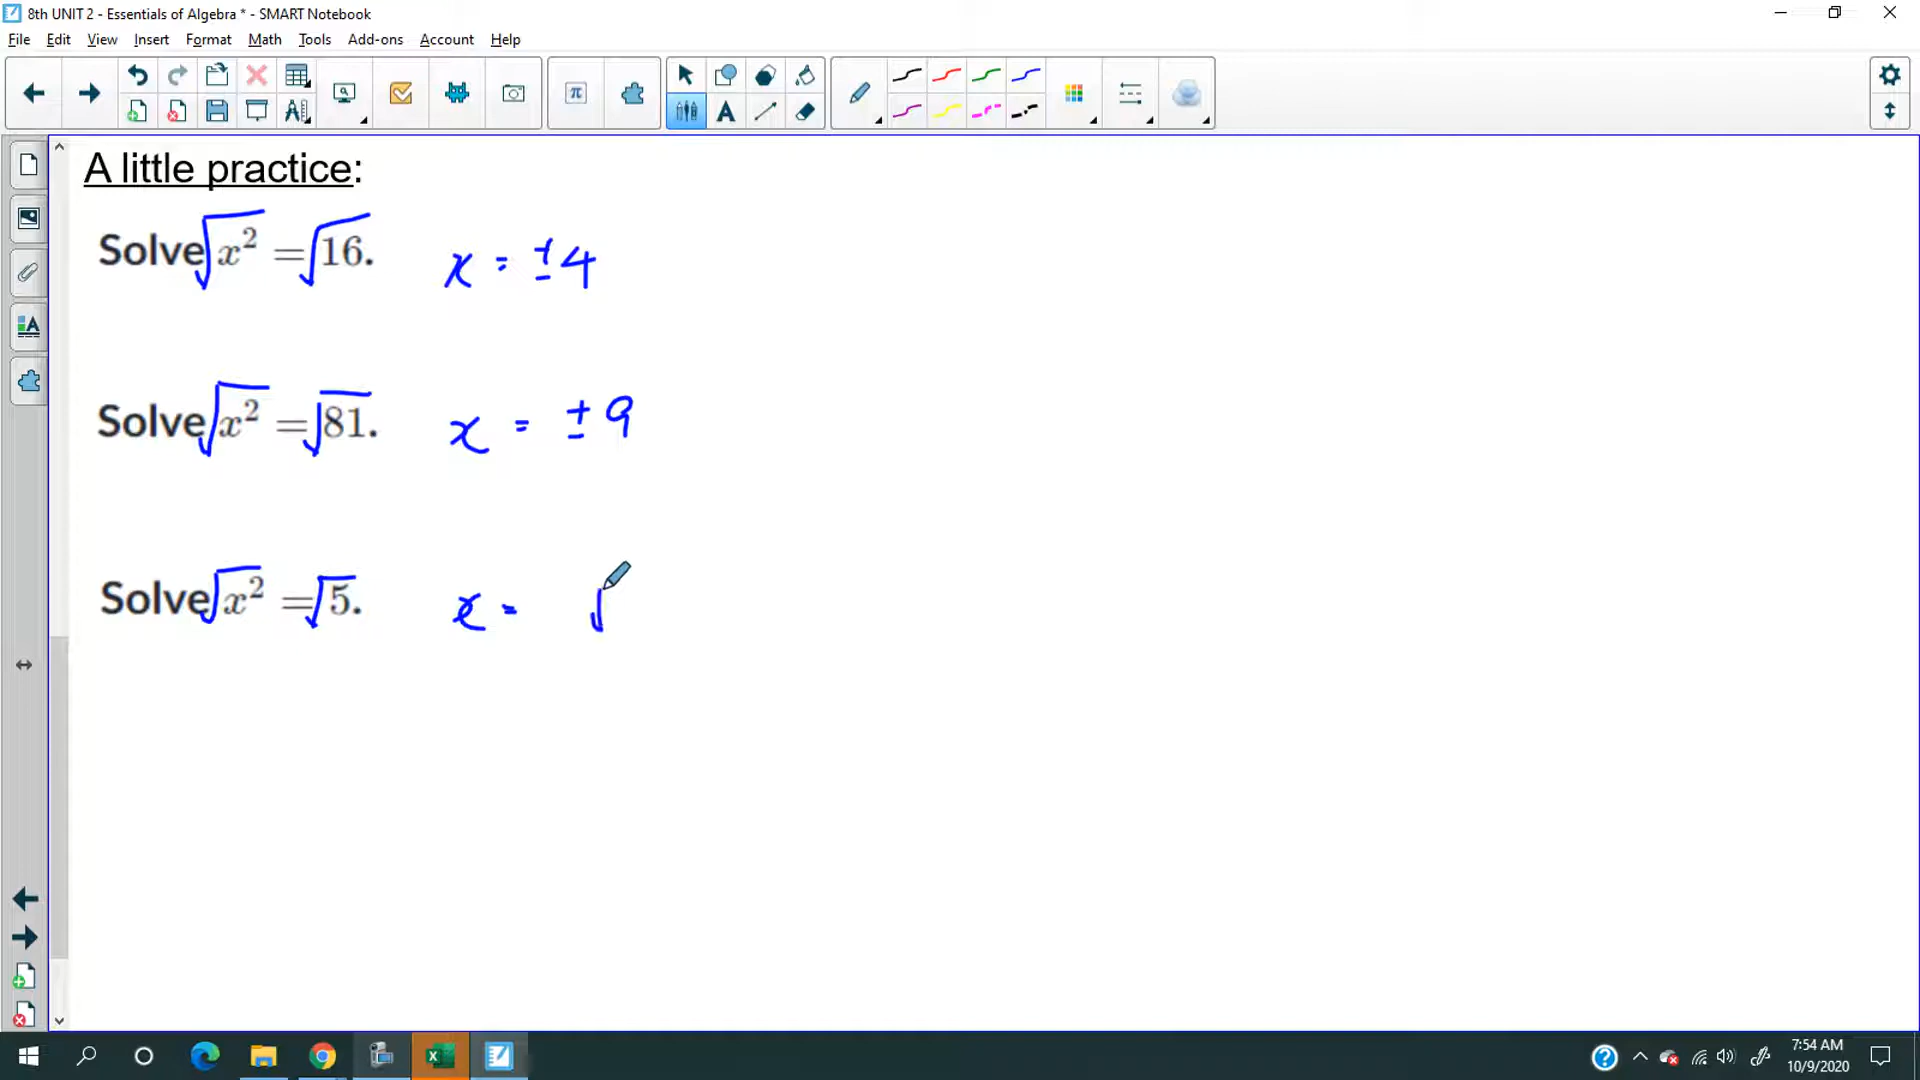 8th UNIT 2 - Essentials of Algebra * - SMART Notebook
File Edit View Insert Format Math Tools Add-ons Account Help
A little practice:
Solve √x² = √16. x = ±4
Solve √x² = √81. x = ±9
Solve √x² = √5. x = √
7:54 AM
10/9/2020